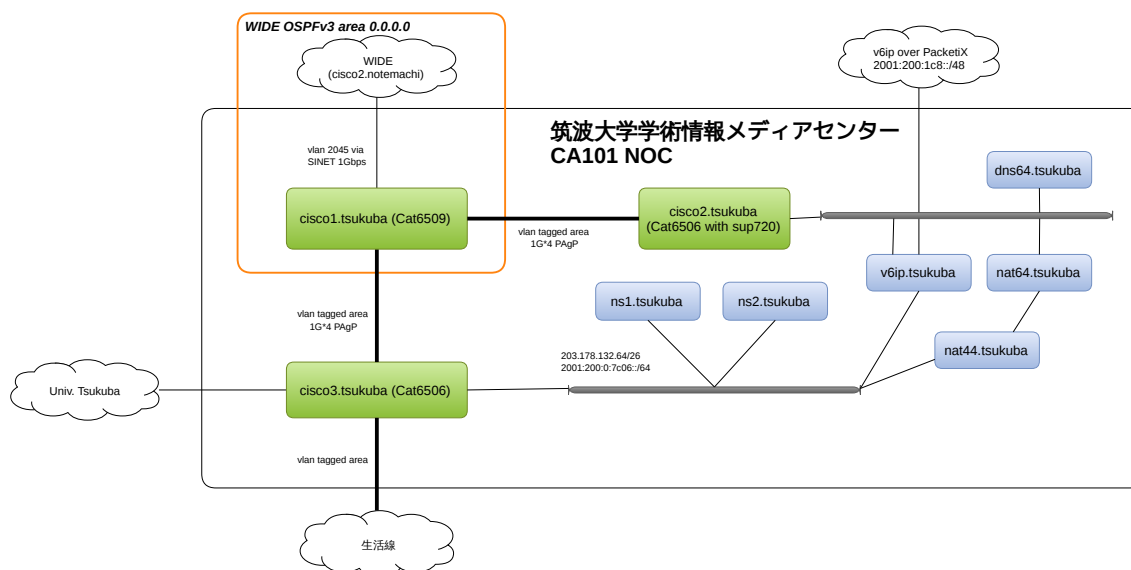 WIDE OSPFv3 area 0.0.0.0
WIDE
(cisco2.notemachi)
v6ip over PacketiX
2001:200:1c8::/48
筑波大学学術情報メディアセンター
CA101 NOC
vlan 2045 via
SINET 1Gbps
dns64.tsukuba
cisco1.tsukuba (Cat6509)
cisco2.tsukuba
(Cat6506 with sup720)
vlan tagged area
1G*4 PAgP
v6ip.tsukuba
nat64.tsukuba
ns1.tsukuba
ns2.tsukuba
vlan tagged area
1G*4 PAgP
nat44.tsukuba
203.178.132.64/26
2001:200:0:7c06::/64
Univ. Tsukuba
cisco3.tsukuba (Cat6506)
vlan tagged area
生活線